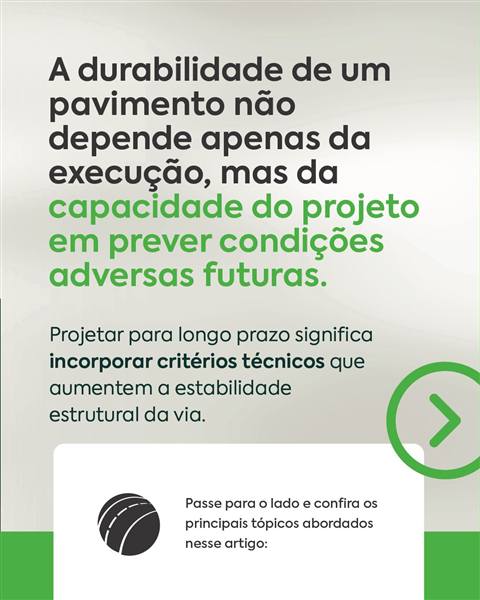 A durabilidade de um
pavimento não
depende apenas da
execução, mas da
capacidade do projeto
em prever condições
adversas futuras.
Projetar para longo prazo significa
incorporar critérios técnicos que
aumentem a estabilidade
estrutural da via.
Passe para o lado e confira os
principais tópicos abordados
nesse artigo: